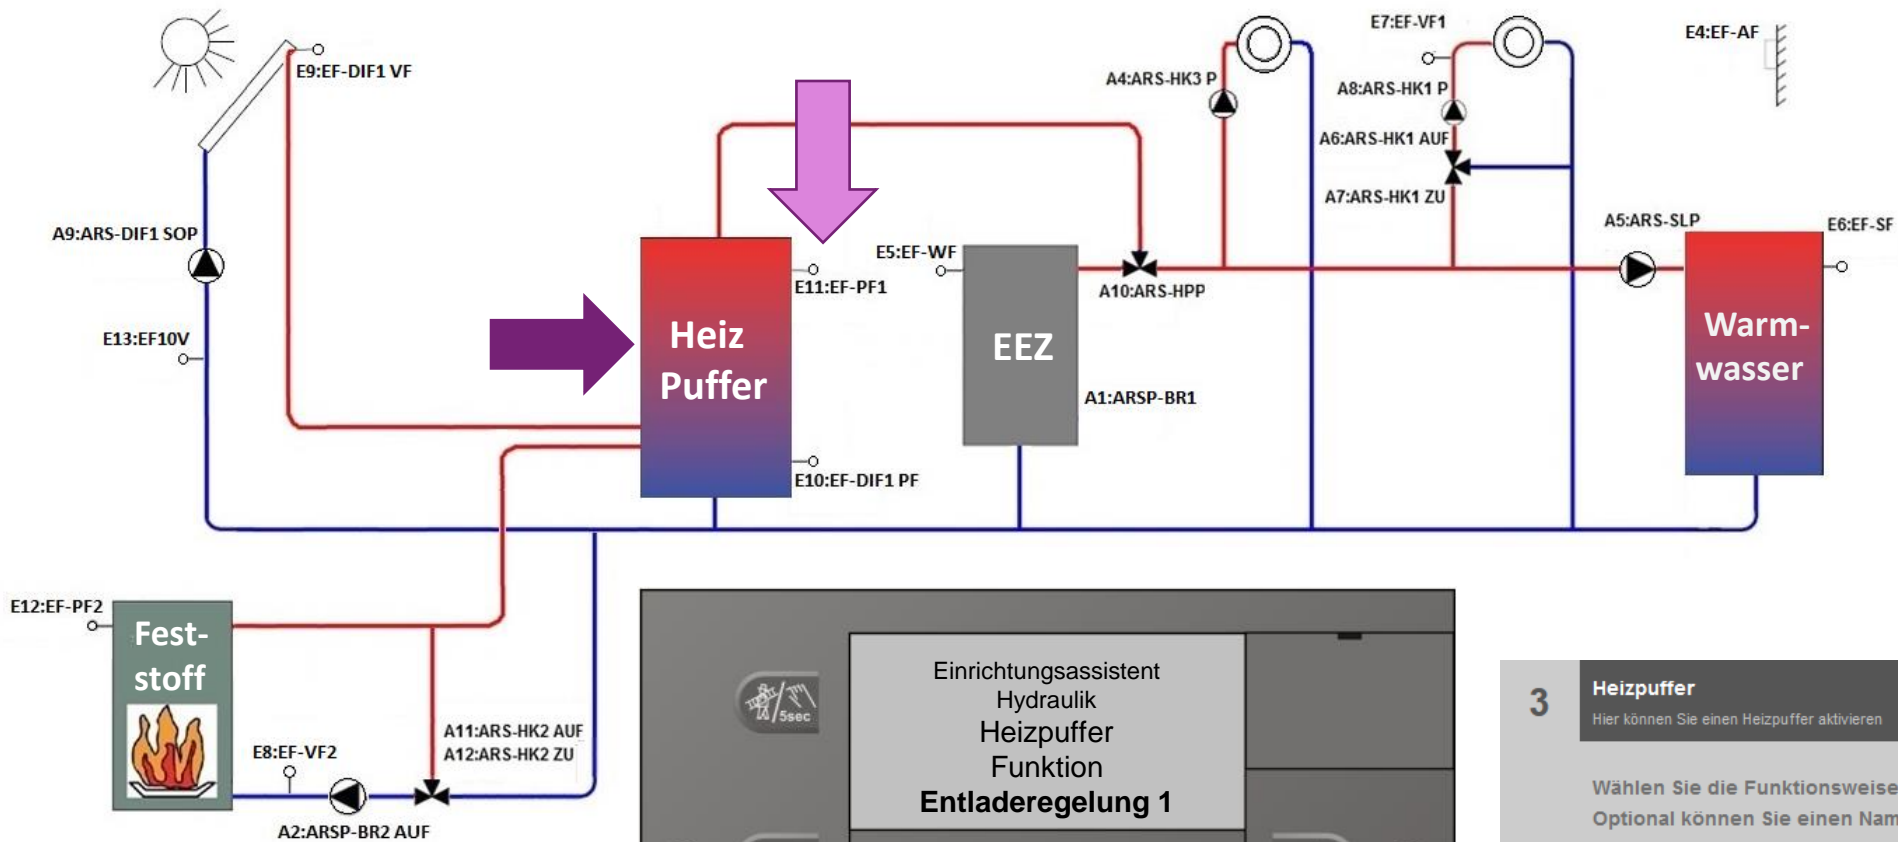 E9:EF-DIF1 VF
A4:ARS-HK3 P
E7:EF-VF1
E4:EF-AF
A8:ARS-HK1 P
A6:ARS-HK1 AUF
A7:ARS-HK1 ZU
A9:ARS-DIF1 SOP
E13:EF10V
E11:EF-PF1
E5:EF-WF
A10:ARS-HPP
A5:ARS-SLP
E6:EF-SF
Heiz
Puffer
EEZ
Warm-
wasser
A1:ARSP-BR1
E10:EF-DIF1 PF
E12:EF-PF2
Fest-
stoff
A11:ARS-HK2 AUF
A12:ARS-HK2 ZU
E8:EF-VF2
A2:ARSP-BR2 AUF
5sec
Einrichtungsassistent
Hydraulik
Heizpuffer
Funktion
Entladeregelung 1
3
Heizpuffer
Hier können Sie einen Heizpuffer aktivieren
Wählen Sie die Funktionsweise
Optional können Sie einen Nam